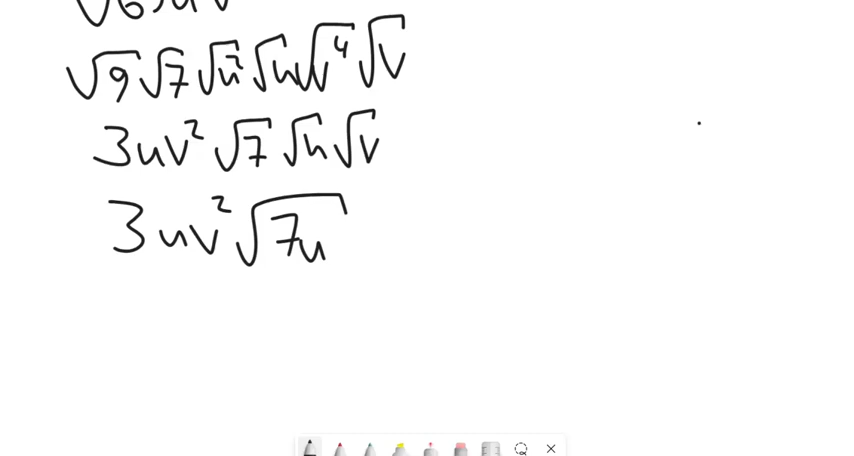 √9 √7 √u² √u √v⁴ √v
3uv² √7 √u √v
3uv² √7u